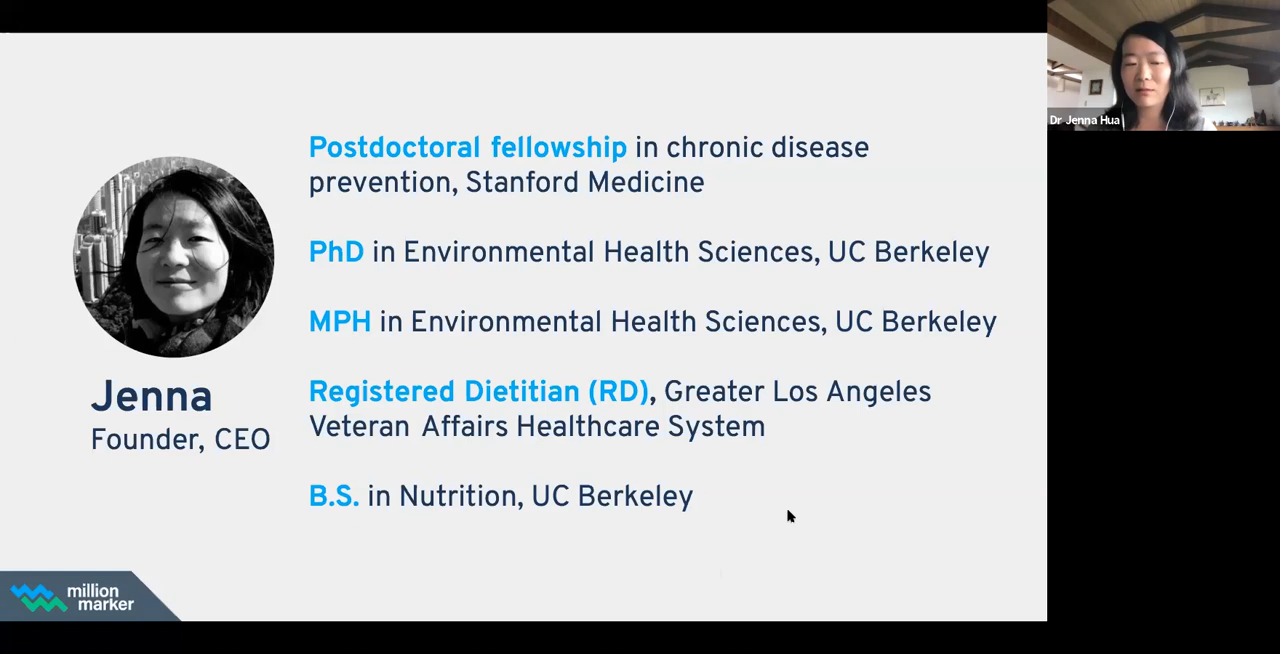 Postdoctoral fellowship in chronic disease
prevention, Stanford Medicine
PhD in Environmental Health Sciences, UC Berkeley
MPH in Environmental Health Sciences, UC Berkeley
Registered Dietitian (RD), Greater Los Angeles
Veteran Affairs Healthcare System
B.S. in Nutrition, UC Berkeley
Jenna
Founder, CEO
million
marker
Dr Jenna Hua